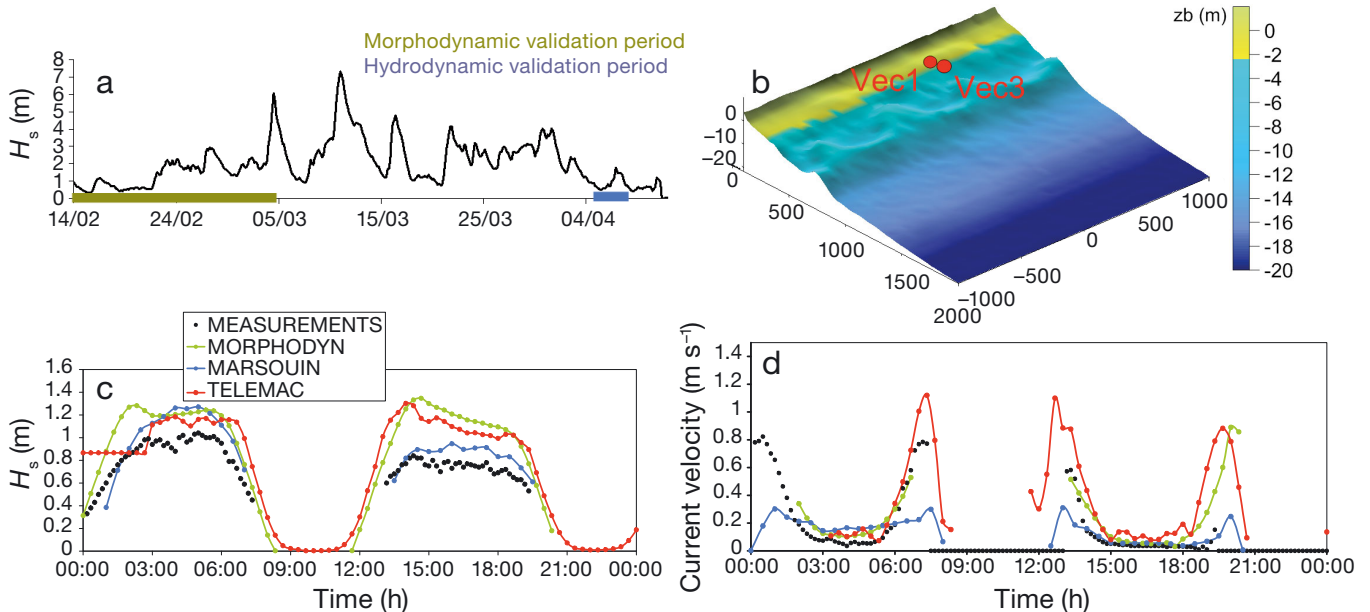 Morphodynamic validation period
Hydrodynamic validation period
a
H_s (m)
8
7
6
5
4
3
2
1
0
14/02 24/02 05/03 15/03 25/03 04/04
b
Vec1
Vec3
0
−10
−20
0
500
1000
1500
2000
−1000
−500
0
500
1000
zb (m)
0
-2
-4
-6
-8
-10
-12
-14
-16
-18
-20
MEASUREMENTS
MORPHODYN
MARSOUIN
TELEMAC
c
H_s (m)
1.6
1.4
1.2
1
0.8
0.6
0.4
0.2
0
00:00 03:00 06:00 09:00 12:00 15:00 18:00 21:00 00:00
Time (h)
d
Current velocity (m s⁻¹)
1.4
1.2
1
0.8
0.6
0.4
0.2
0
00:00 03:00 06:00 09:00 12:00 15:00 18:00 21:00 00:00
Time (h)